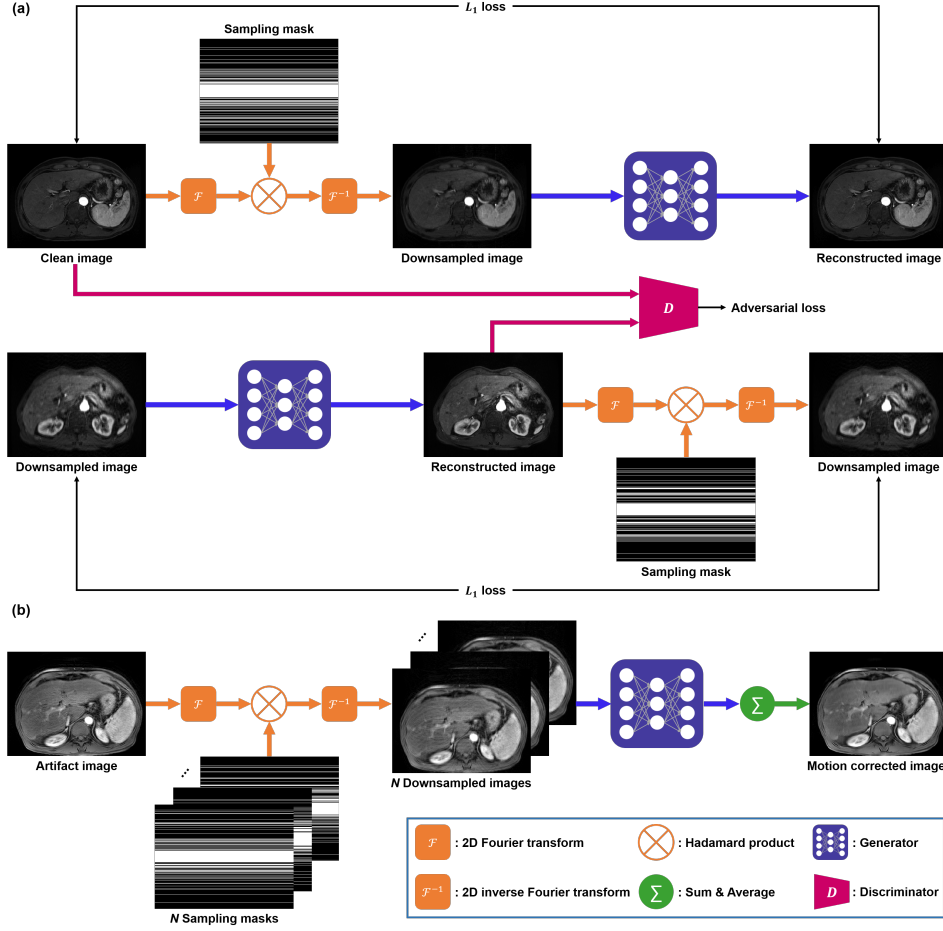 (a)
L₁ loss
Sampling mask
ℱ
ℱ⁻¹
Clean image
Downsampled image
Reconstructed image
D
Adversarial loss
ℱ
ℱ⁻¹
Downsampled image
Reconstructed image
Downsampled image
Sampling mask
L₁ loss
(b)
ℱ
ℱ⁻¹
∑
Artifact image
N Downsampled images
Motion corrected image
N Sampling masks
ℱ : 2D Fourier transform
: Hadamard product
: Generator
ℱ⁻¹ : 2D inverse Fourier transform
∑ : Sum & Average
D : Discriminator